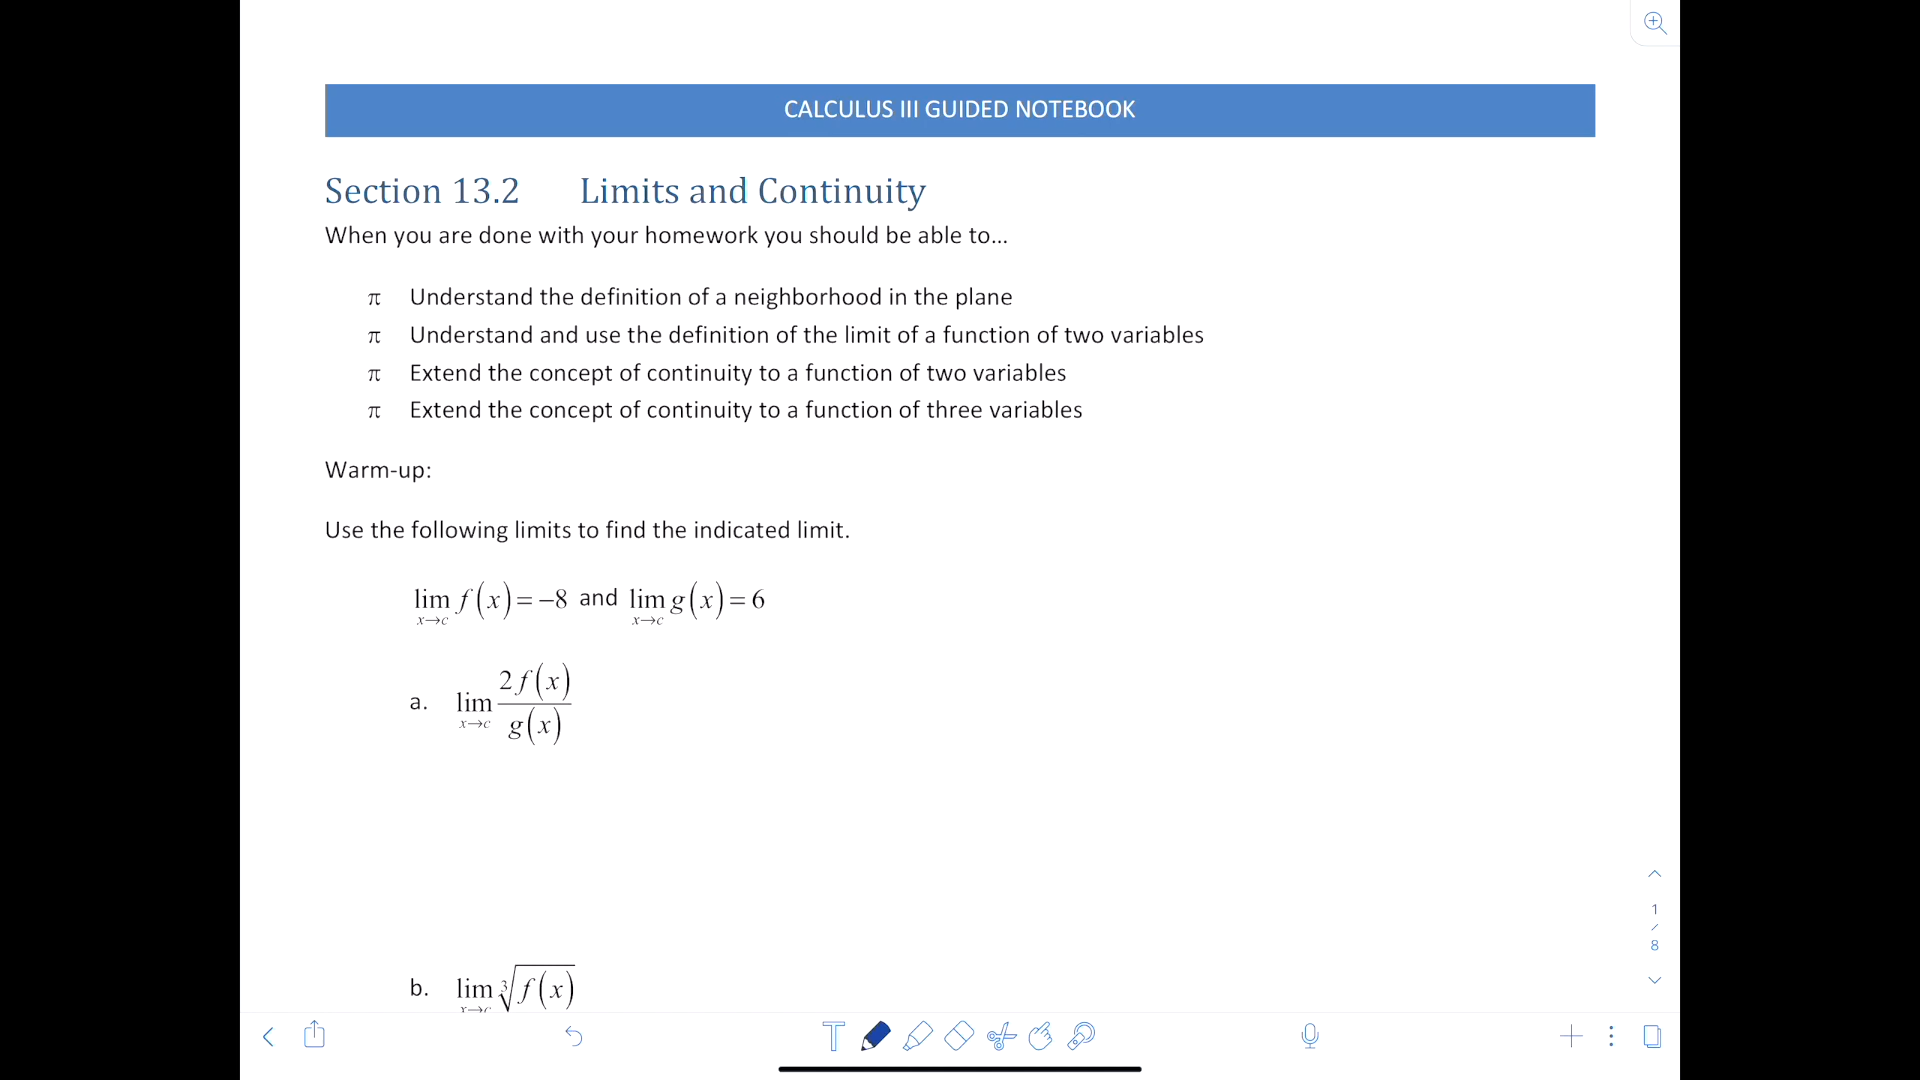 CALCULUS III GUIDED NOTEBOOK
Section 13.2 Limits and Continuity
When you are done with your homework you should be able to…
π Understand the definition of a neighborhood in the plane
π Understand and use the definition of the limit of a function of two variables
π Extend the concept of continuity to a function of two variables
π Extend the concept of continuity to a function of three variables
Warm-up:
Use the following limits to find the indicated limit.
lim f(x) = −8 and lim g(x) = 6
x→c x→c
a. lim 2f(x) / g(x)
x→c
b. lim ∛f(x)
x→c
1
/
8
T